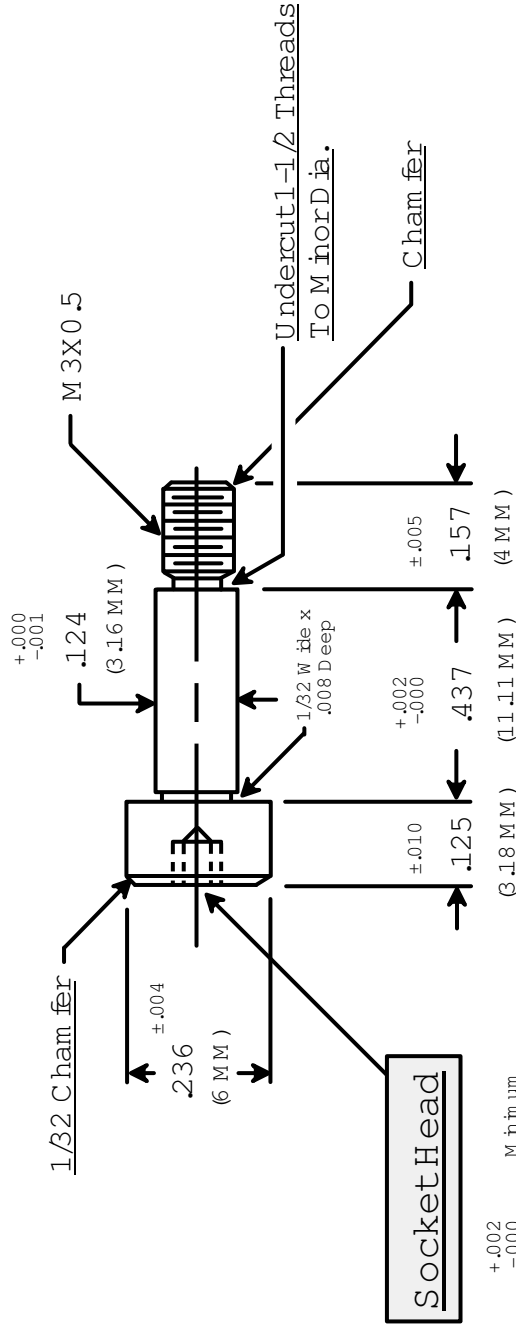 1/32 Chamfer
±.004
.236
(6 MM)
+.000
-.001
.124
(3.16 MM)
M3X0.5
Undercut 1-1/2 Threads
To Minor Dia.
Chamfer
1/32 Wide x
.008 Deep
±.010
.125
(3.18 MM)
+.002
-.000
.437
(11.11 MM)
±.005
.157
(4 MM)
Socket Head
+.002
-.000
Minimum